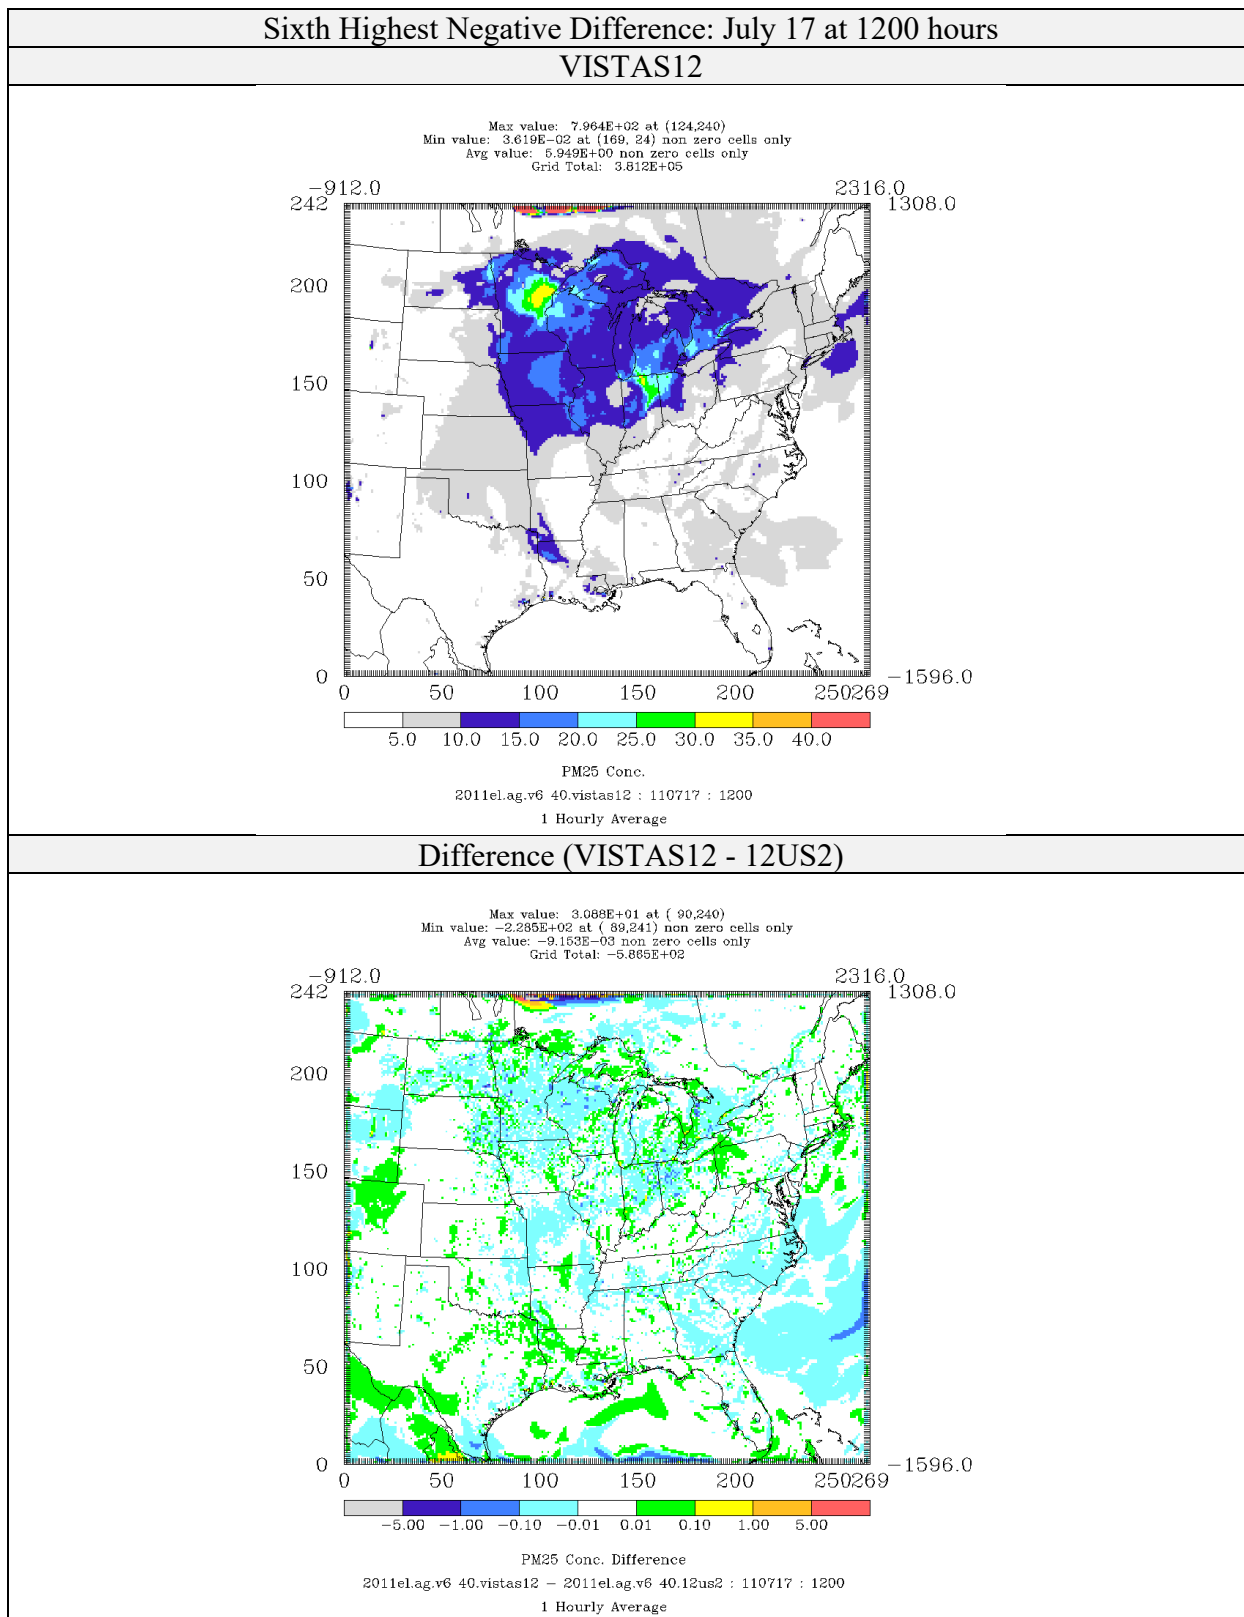 Sixth Highest Negative Difference: July 17 at 1200 hours
VISTAS12
Max value: 7.964E+02 at (124,240)
Min value: 3.619E-02 at (169, 24) non zero cells only
Avg value: 5.949E+00 non zero cells only
Grid Total: 3.812E+05
-912.0 2316.0
242 1308.0
200
150
100
50
0 -1596.0
0 50 100 150 200 250269
5.0 10.0 15.0 20.0 25.0 30.0 35.0 40.0
PM25 Conc.
2011el.ag.v6 40.vistas12 : 110717 : 1200
1 Hourly Average
Difference (VISTAS12 - 12US2)
Max value: 3.088E+01 at ( 90,240)
Min value: -2.285E+02 at ( 89,241) non zero cells only
Avg value: -9.153E-03 non zero cells only
Grid Total: -5.865E+02
-912.0 2316.0
242 1308.0
200
150
100
50
0 -1596.0
0 50 100 150 200 250269
-5.00 -1.00 -0.10 -0.01 0.01 0.10 1.00 5.00
PM25 Conc. Difference
2011el.ag.v6 40.vistas12 - 2011el.ag.v6 40.12us2 : 110717 : 1200
1 Hourly Average